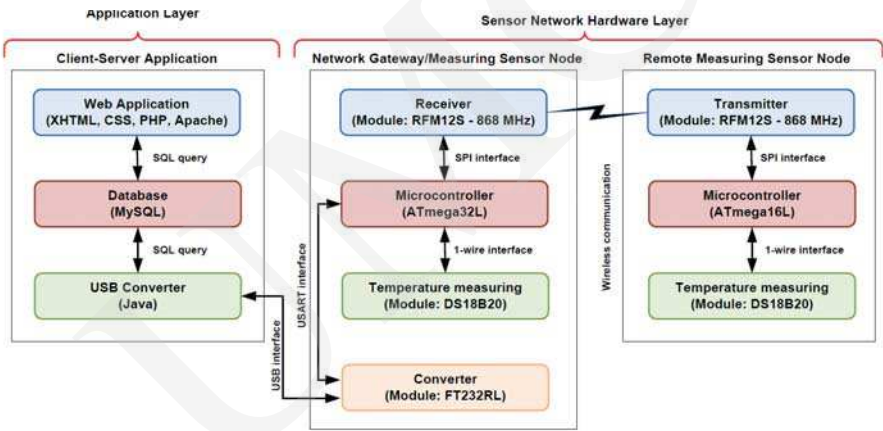 Application Layer
Sensor Network Hardware Layer
Client-Server Application
Network Gateway/Measuring Sensor Node
Remote Measuring Sensor Node
Web Application
(XHTML, CSS, PHP, Apache)
SQL query
Database
(MySQL)
SQL query
USB Converter
(Java)
USB interface
USART interface
Receiver
(Module: RFM12S - 868 MHz)
SPI interface
Microcontroller
(ATmega32L)
1-wire interface
Temperature measuring
(Module: DS18B20)
Converter
(Module: FT232RL)
Wireless communication
Transmitter
(Module: RFM12S - 868 MHz)
SPI interface
Microcontroller
(ATmega16L)
1-wire interface
Temperature measuring
(Module: DS18B20)